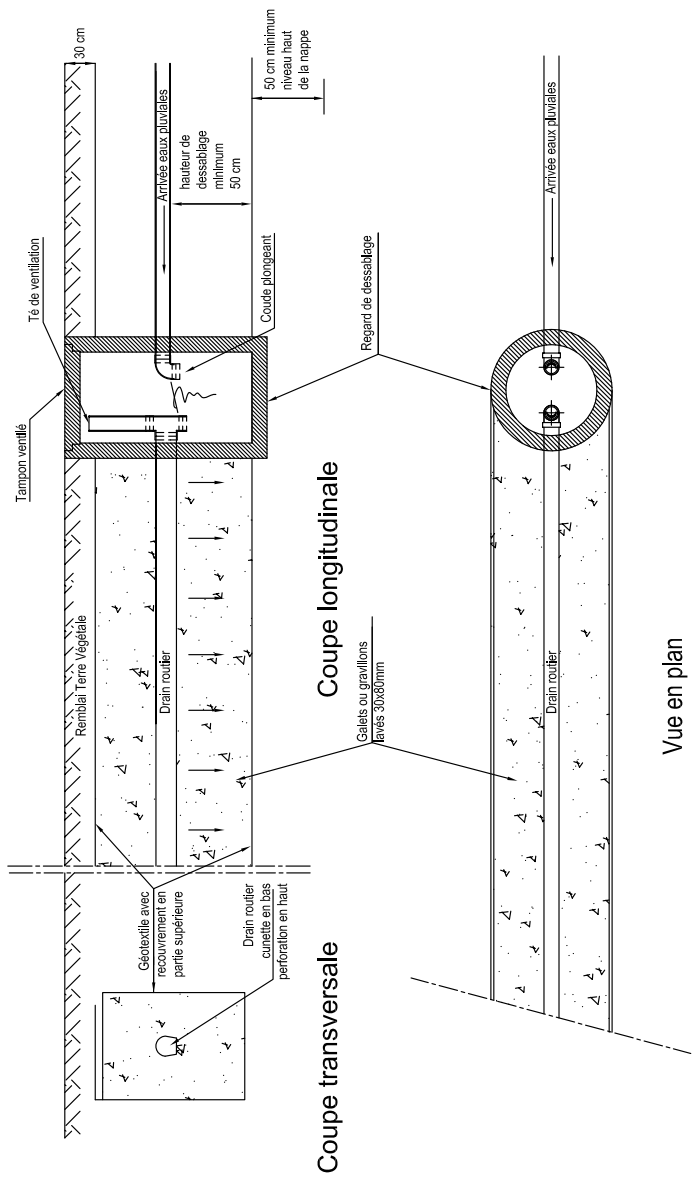 Tampon ventilé
Té de ventilation
30 cm
Remblai Terre Végétale
Drain routier
Arrivée eaux pluviales
hauteur de
dessablage
minimum
50 cm
50 cm minimum
niveau haut
de la nappe
Coude plongeant
Regard de dessablage
Géotextile avec
recouvrement en
partie supérieure
Drain routier
cunette en bas
perforation en haut
Galets ou gravillons
lavés 30x80mm
Coupe transversale
Coupe longitudinale
Drain routier
Arrivée eaux pluviales
Vue en plan